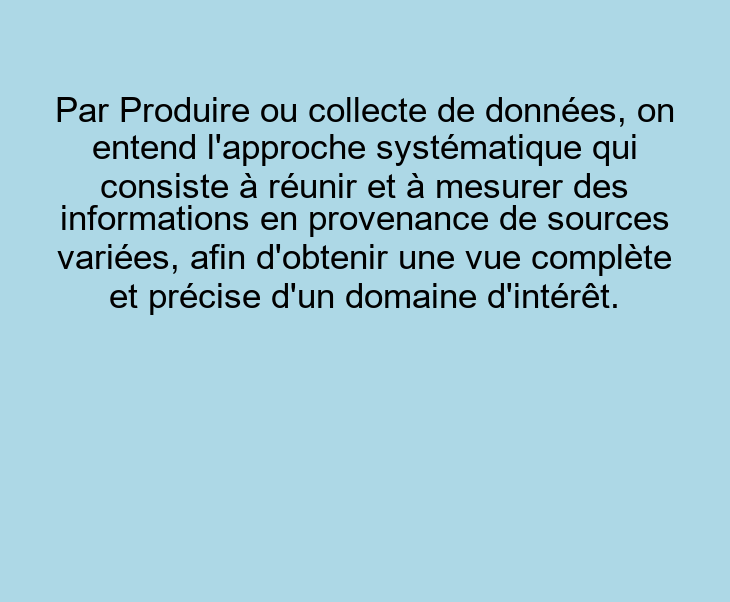 Par Produire ou collecte de données, on
entend l'approche systématique qui
consiste à réunir et à mesurer des
informations en provenance de sources
variées, afin d'obtenir une vue complète
et précise d'un domaine d'intérêt.